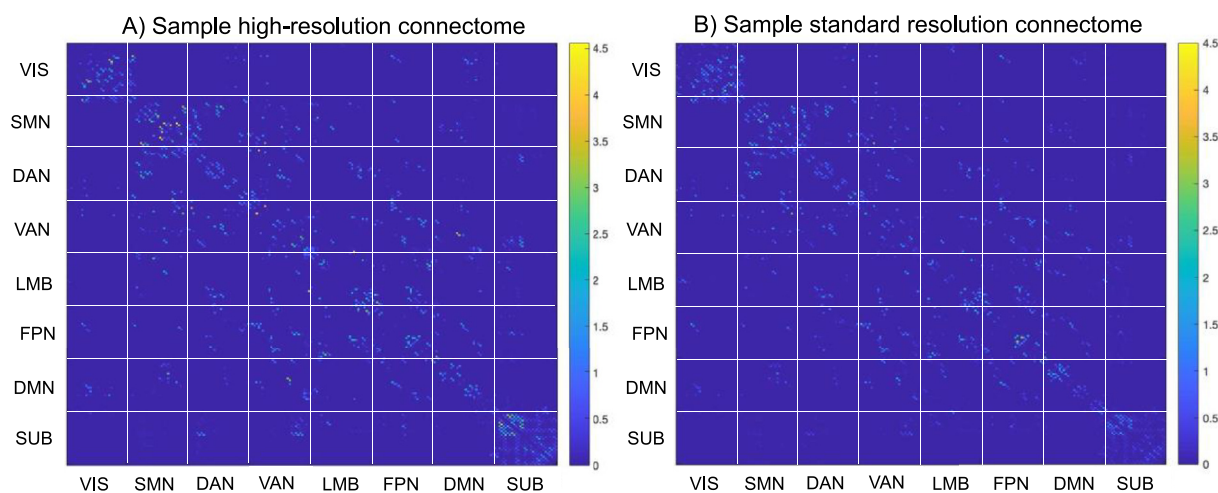 A) Sample high-resolution connectome
VIS
SMN
DAN
VAN
LMB
FPN
DMN
SUB
VIS SMN DAN VAN LMB FPN DMN SUB
4.5
4
3.5
3
2.5
2
1.5
1
0.5
0
B) Sample standard resolution connectome
VIS
SMN
DAN
VAN
LMB
FPN
DMN
SUB
VIS SMN DAN VAN LMB FPN DMN SUB
4.5
4
3.5
3
2.5
2
1.5
1
0.5
0